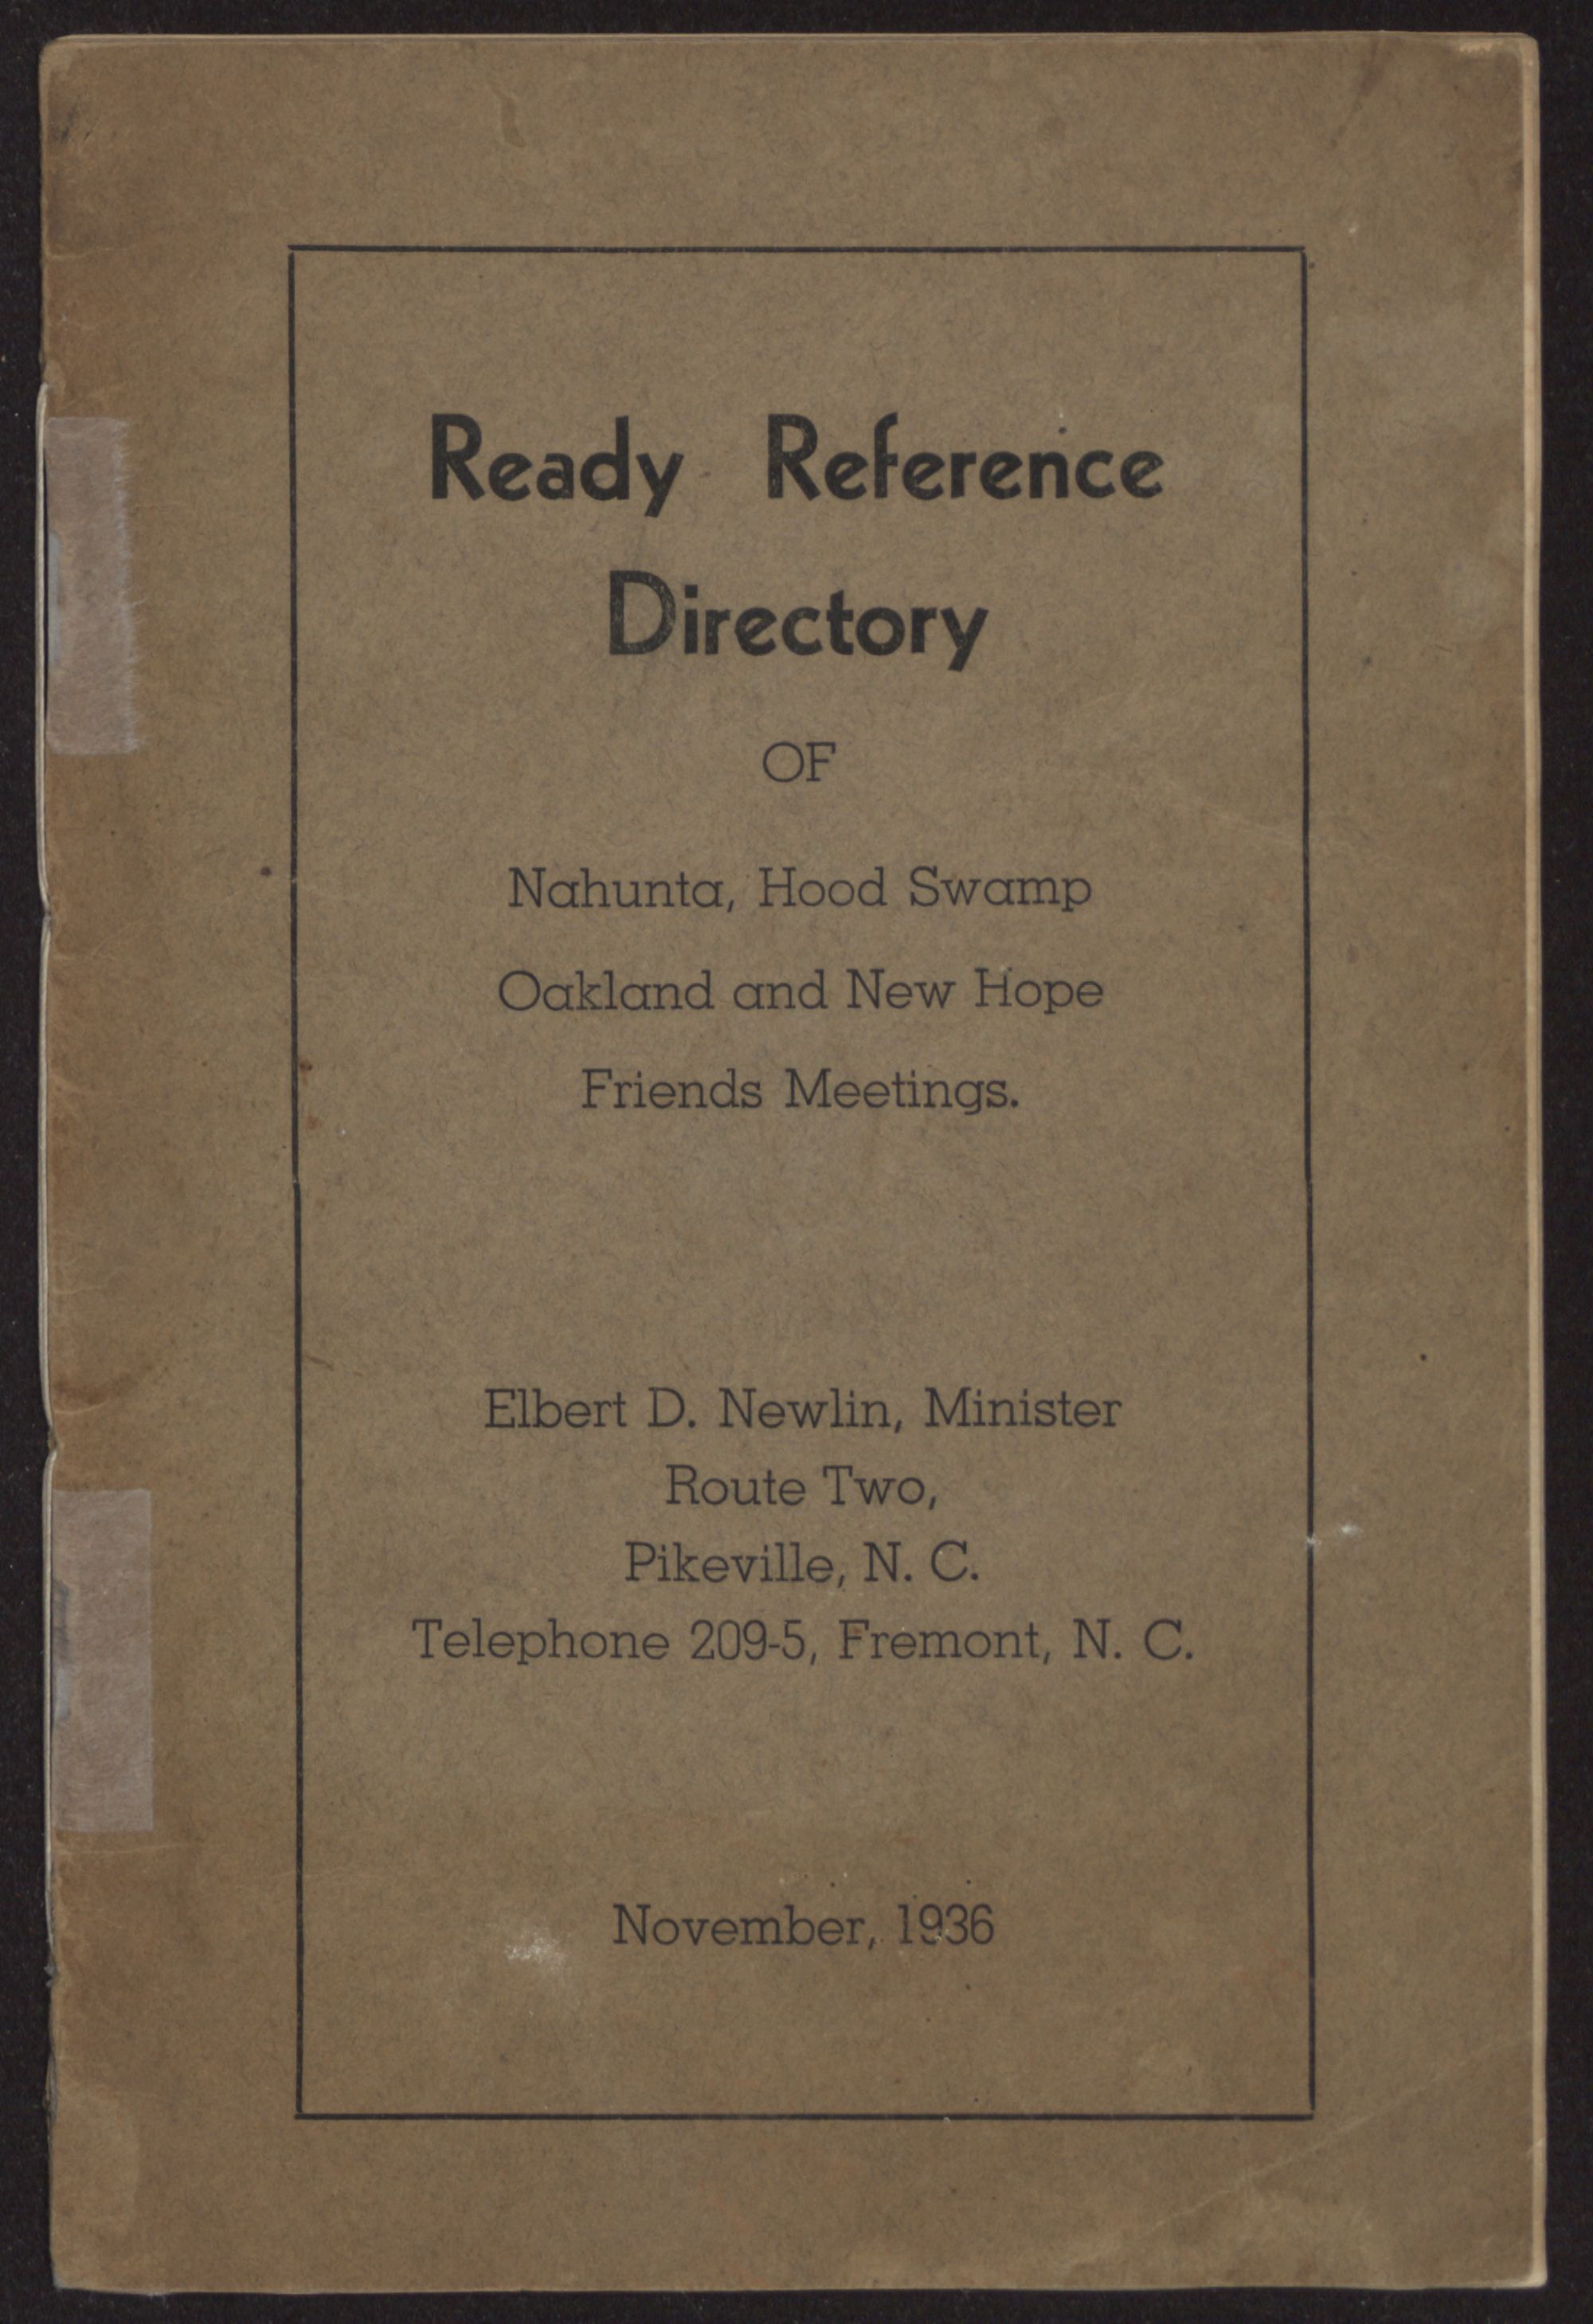 Ready Reference
Directory
OF
Nahunta, Hood Swamp
Oakland and New Hope
Friends Meetings.
Elbert D. Newlin, Minister
Route Two,
Pikeville, N. C.
Telephone 209-5, Fremont, N. C.
November, 1936